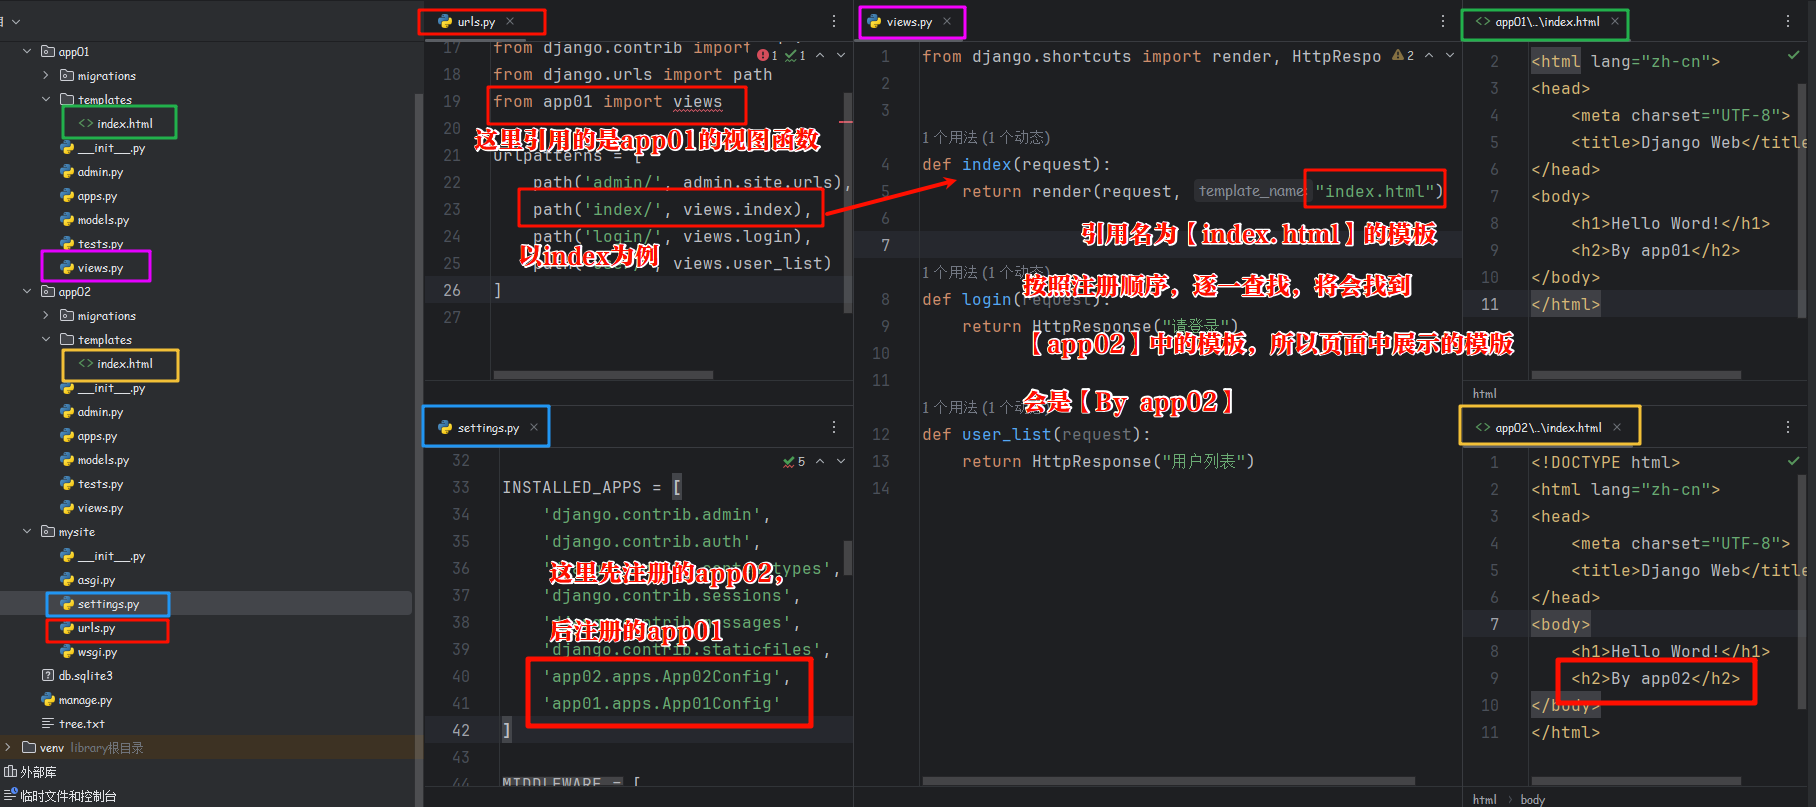 app01
migrations
templates
<> index.html
__init__.py
admin.py
apps.py
models.py
tests.py
views.py
app02
migrations
templates
<> index.html
__init__.py
admin.py
apps.py
models.py
tests.py
views.py
mysite
__init__.py
asgi.py
settings.py
urls.py
wsgi.py
db.sqlite3
manage.py
tree.txt
venv library根目录
外部库
临时文件和控制台
urls.py
1 1
17 from django.contrib import
18 from django.urls import path
19 from app01 import views
20
这里引用的是app01的视图函数
21 urlpatterns = [
22 path('admin/', admin.site.urls),
23 path('index/', views.index),
24 path('login/', views.login),
以index为例
25 views.user_list)
26 ]
27
settings.py
5
32
33 INSTALLED_APPS = [
34 'django.contrib.admin',
35 'django.contrib.auth',
36 types',
这里先注册的app02,
37 'django.contrib.sessions',
38 messages',
后注册的app01
39 'django.contrib.staticfiles',
40 'app02.apps.App02Config',
41 'app01.apps.App01Config'
42 ]
43
44 MIDDLEWARE = [
views.py
1 from django.shortcuts import render, HttpRespo 2
2
3
1 个用法 (1 个动态)
4 def index(request):
5 return render(request, template_name: "index.html")
6
7
引用名为【index.html】的模板
1 个用法 (1 个动态)
按照注册顺序，逐一查找，将会找到
8 def login(request):
9 return HttpResponse("请登录")
【app02】中的模板，所以页面中展示的模版
10
11
会是【By app02】
1 个用法 (1 个动态)
12 def user_list(request):
13 return HttpResponse("用户列表")
14
<> app01\..\index.html
2 <html lang="zh-cn">
3 <head>
4 <meta charset="UTF-8">
5 <title>Django Web</title
6 </head>
7 <body>
8 <h1>Hello Word!</h1>
9 <h2>By app01</h2>
10 </body>
11 </html>
html
<> app02\..\index.html
1 <!DOCTYPE html>
2 <html lang="zh-cn">
3 <head>
4 <meta charset="UTF-8">
5 <title>Django Web</title
6 </head>
7 <body>
8 <h1>Hello Word!</h1>
9 <h2>By app02</h2>
10 </body>
11 </html>
html > body